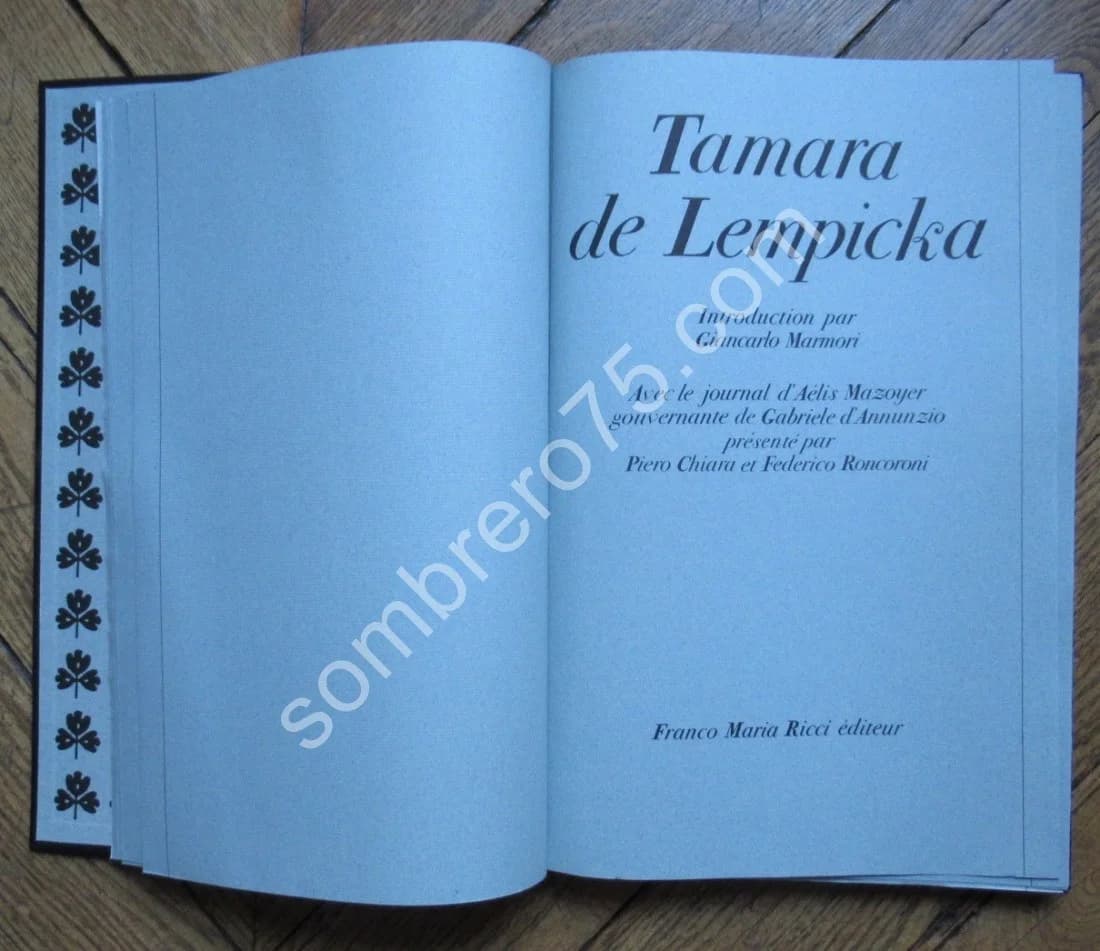 Tamara
de Lempicka
Introduction par
Giancarlo Marmori
Avec le journal d'Aélis Mazoyer
gouvernante de Gabriele d'Annunzio
présenté par
Piero Chiara et Federico Roncoroni
Franco Maria Ricci éditeur
sombrero75.com